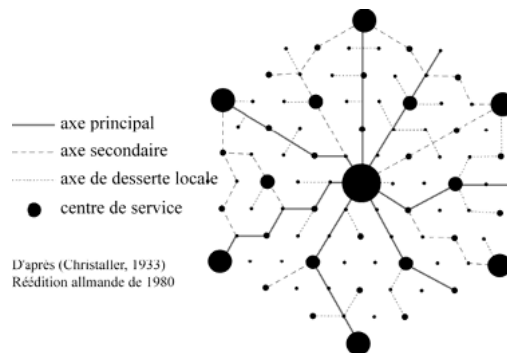 axe principal
axe secondaire
axe de desserte locale
centre de service
D'après (Christaller, 1933)
Réédition allmande de 1980